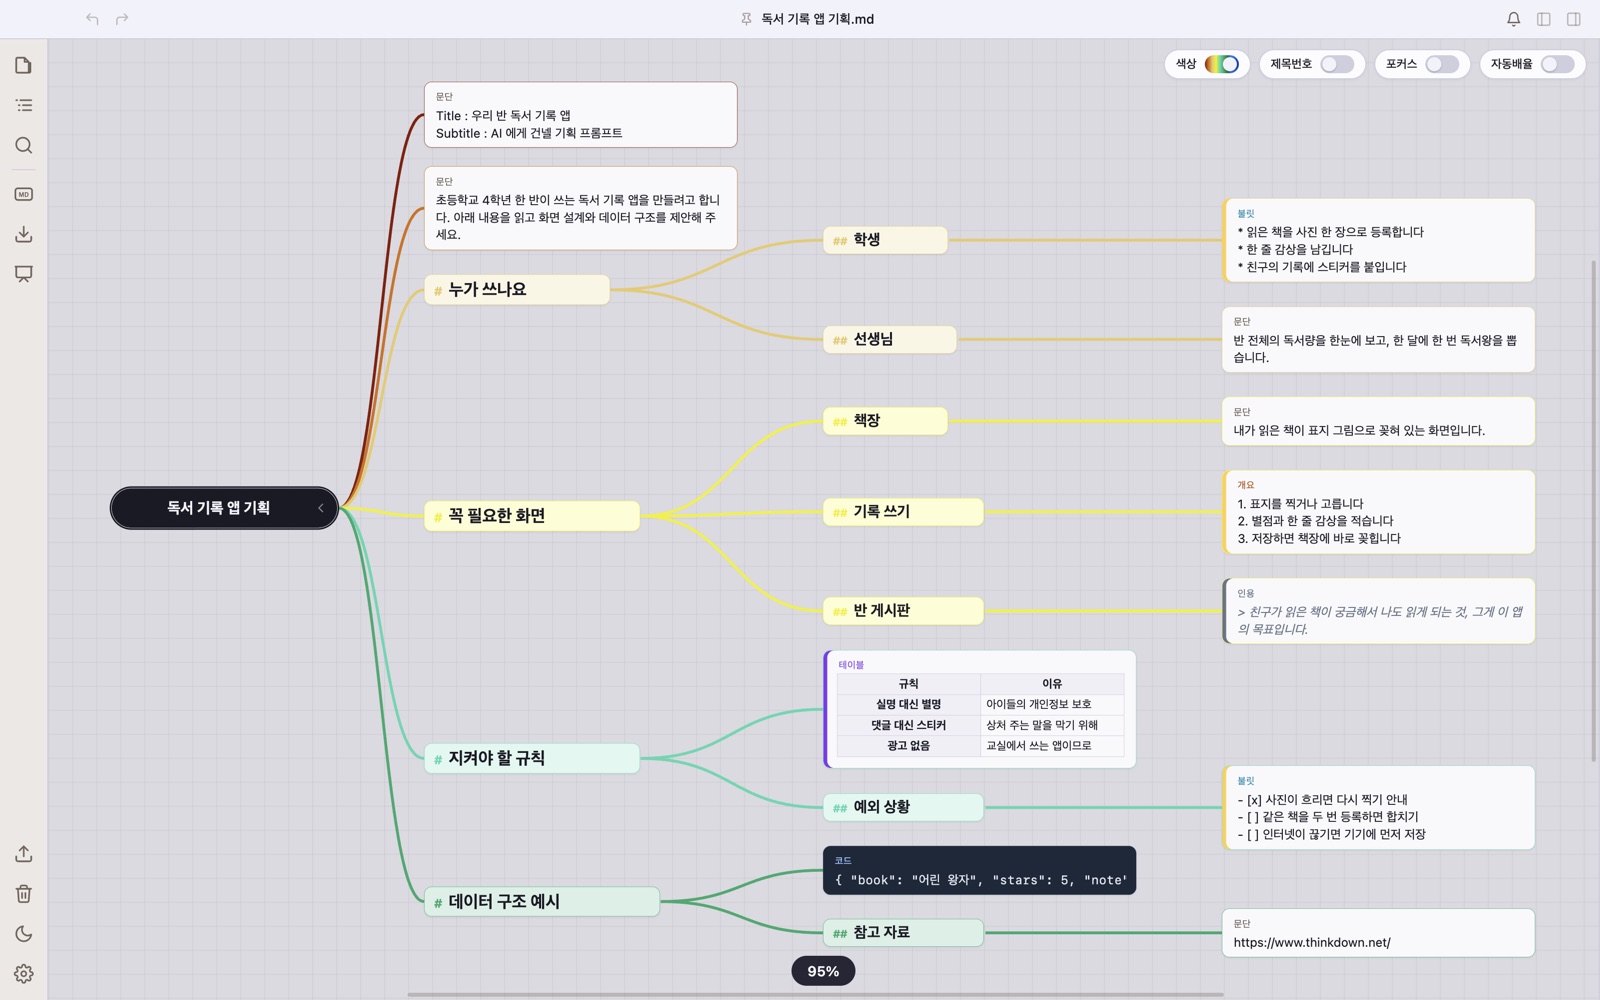 독서 기록 앱 기획.md
색상
제목번호
포커스
자동배율
MD
문단
Title : 우리 반 독서 기록 앱
Subtitle : AI 에게 건넬 기획 프롬프트
문단
초등학교 4학년 한 반이 쓰는 독서 기록 앱을 만들려고 합니
다. 아래 내용을 읽고 화면 설계와 데이터 구조를 제안해 주
세요.
독서 기록 앱 기획
# 누가 쓰나요
## 학생
불릿
* 읽은 책을 사진 한 장으로 등록합니다
* 한 줄 감상을 남깁니다
* 친구의 기록에 스티커를 붙입니다
## 선생님
문단
반 전체의 독서량을 한눈에 보고, 한 달에 한 번 독서왕을 뽑
습니다.
# 꼭 필요한 화면
## 책장
문단
내가 읽은 책이 표지 그림으로 꽂혀 있는 화면입니다.
## 기록 쓰기
개요
1. 표지를 찍거나 고릅니다
2. 별점과 한 줄 감상을 적습니다
3. 저장하면 책장에 바로 꽂힙니다
## 반 게시판
인용
> 친구가 읽은 책이 궁금해서 나도 읽게 되는 것, 그게 이 앱
의 목표입니다.
# 지켜야 할 규칙
테이블
규칙 이유
실명 대신 별명 아이들의 개인정보 보호
댓글 대신 스티커 상처 주는 말을 막기 위해
광고 없음 교실에서 쓰는 앱이므로
## 예외 상황
불릿
- [x] 사진이 흐리면 다시 찍기 안내
- [ ] 같은 책을 두 번 등록하면 합치기
- [ ] 인터넷이 끊기면 기기에 먼저 저장
# 데이터 구조 예시
코드
{ "book": "어린 왕자", "stars": 5, "note"
## 참고 자료
문단
https://www.thinkdown.net/
95%